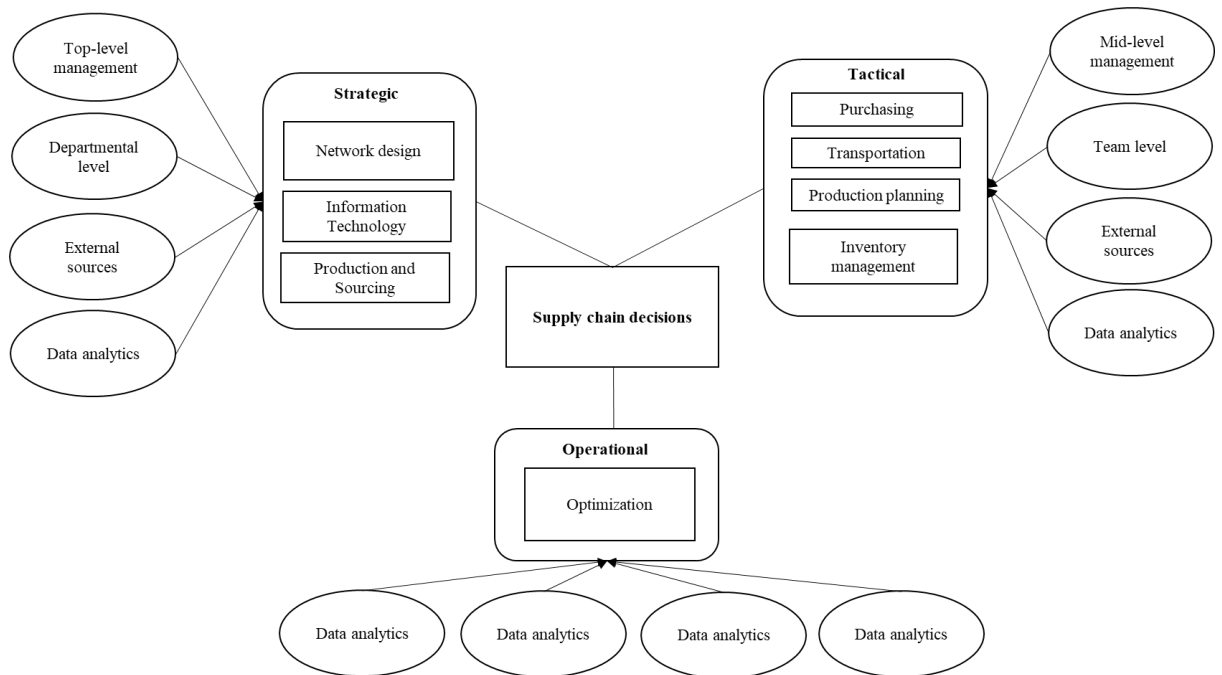 Top-level
management
Departmental
level
External
sources
Data analytics
Strategic
Network design
Information
Technology
Production and
Sourcing
Supply chain decisions
Tactical
Purchasing
Transportation
Production planning
Inventory
management
Mid-level
management
Team level
External
sources
Data analytics
Operational
Optimization
Data analytics
Data analytics
Data analytics
Data analytics